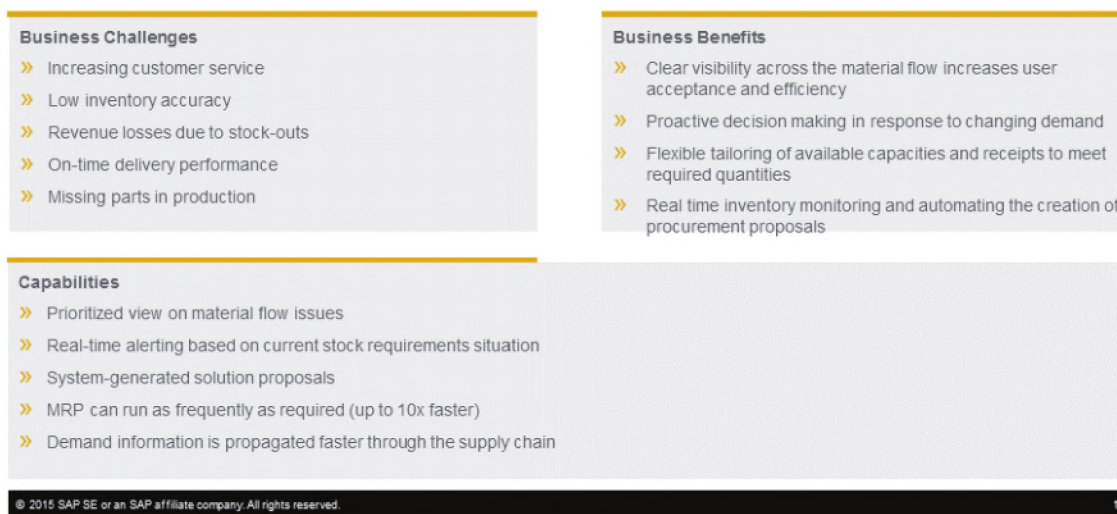 Business Challenges
» Increasing customer service
» Low inventory accuracy
» Revenue losses due to stock-outs
» On-time delivery performance
» Missing parts in production
Business Benefits
» Clear visibility across the material flow increases user
acceptance and efficiency
» Proactive decision making in response to changing demand
» Flexible tailoring of available capacities and receipts to meet
required quantities
» Real time inventory monitoring and automating the creation of
procurement proposals
Capabilities
» Prioritized view on material flow issues
» Real-time alerting based on current stock requirements situation
» System-generated solution proposals
» MRP can run as frequently as required (up to 10x faster)
» Demand information is propagated faster through the supply chain
© 2015 SAP SE or an SAP affiliate company. All rights reserved.